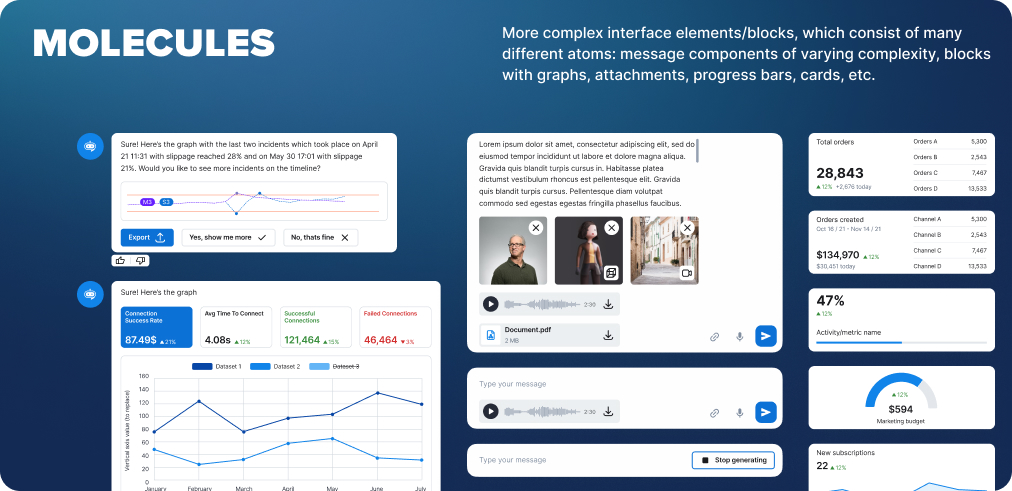 MOLECULES
More complex interface elements/blocks, which consist of many
different atoms: message components of varying complexity, blocks
with graphs, attachments, progress bars, cards, etc.
Sure! Here's the graph with the last two incidents which took place on April
21 11:31 with slippage reached 28% and on May 30 17:01 with slippage
21%. Would you like to see more incidents on the timeline?
M3 S3
Export
Yes, show me more
No, thats fine
Sure! Here's the graph
Connection
Success Rate
87.49$ ▲21%
Avg Time To Connect
4.08s ▲12%
Successful
Connections
121,464 ▲15%
Failed Connections
46,464 ▼3%
Dataset 1 Dataset 2 Dataset 3
Vertical axis value (to replace)
160
140
120
100
80
60
40
20
0
January February March April May June July
Lorem ipsum dolor sit amet, consectetur adipiscing elit, sed do
eiusmod tempor incididunt ut labore et dolore magna aliqua.
Gravida quis blandit turpis cursus in. Habitasse platea
dictumst vestibulum rhoncus est pellentesque elit. Gravida
quis blandit turpis cursus. Pellentesque diam volutpat
commodo sed egestas egestas fringilla phasellus faucibus.
2:30
Document.pdf
2 MB
Type your message
2:30
Type your message
Stop generating
Total orders
28,843
▲12% +2,676 today
Orders A 5,300
Orders B 2,543
Orders C 7,467
Orders D 13,533
Orders created
Oct 16 / 21 - Nov 14 / 21
$134,970 ▲12%
$30,451 today
Channel A 5,300
Channel B 2,543
Channel C 7,467
Channel D 13,533
47%
▲12%
Activity/metric name
▲12%
$594
Marketing budget
New subscriptions
22 ▲12%